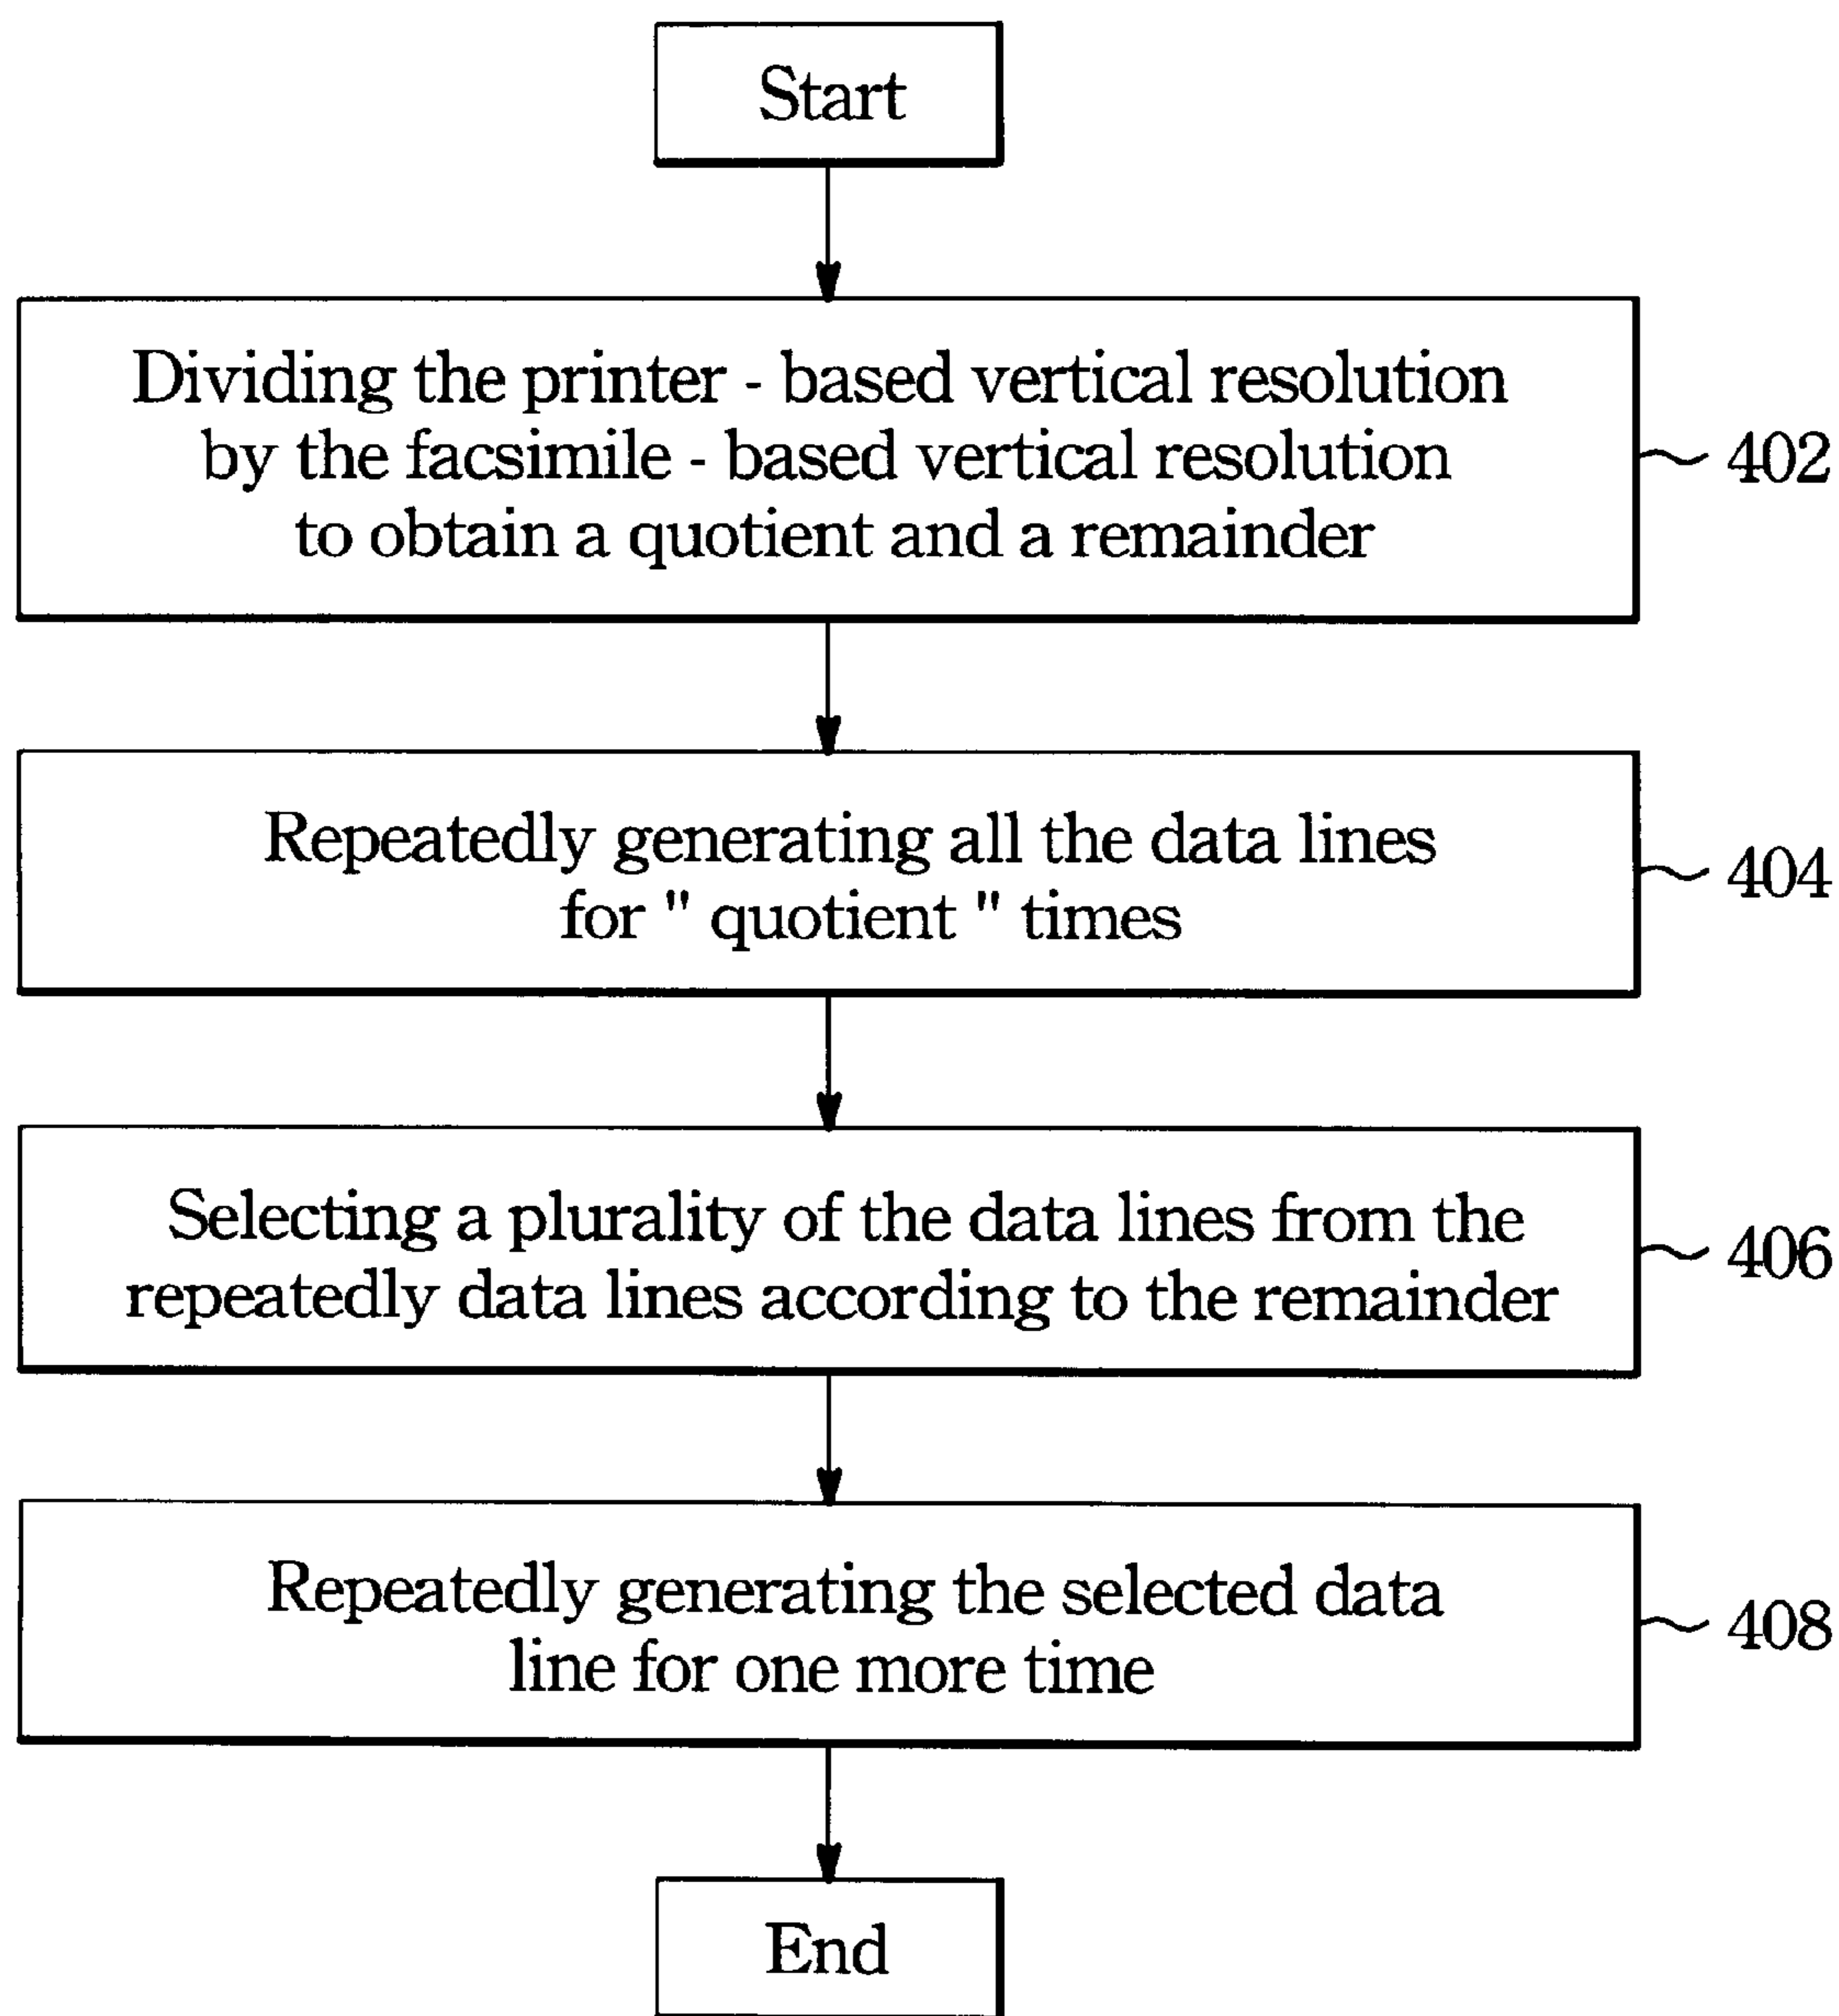 Start
Dividing the printer - based vertical resolution
by the facsimile - based vertical resolution
to obtain a quotient and a remainder
402
Repeatedly generating all the data lines
for " quotient " times
404
Selecting a plurality of the data lines from the
repeatedly data lines according to the remainder
406
Repeatedly generating the selected data
line for one more time
408
End